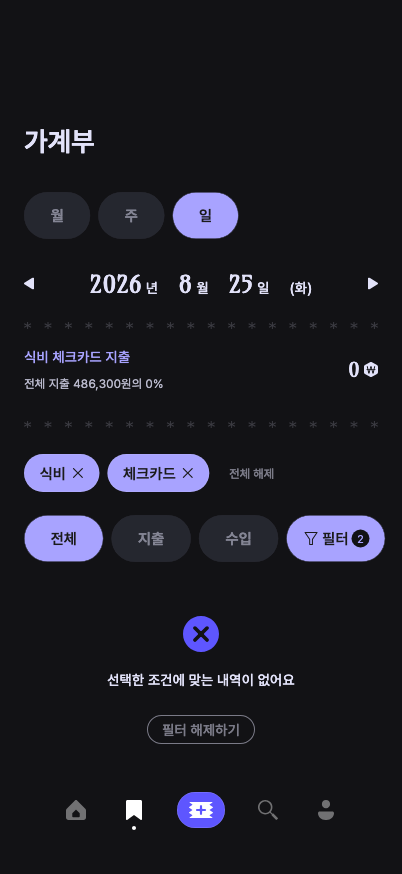 가계부
월 주 일
2026 년 8 월 25 일 (화)
* * * * * * * * * * * * * * * * * *
식비 체크카드 지출
전체 지출 486,300원의 0%
0 ₩
* * * * * * * * * * * * * * * * * *
식비 체크카드 전체 해제
전체 지출 수입 필터 2
선택한 조건에 맞는 내역이 없어요
필터 해제하기